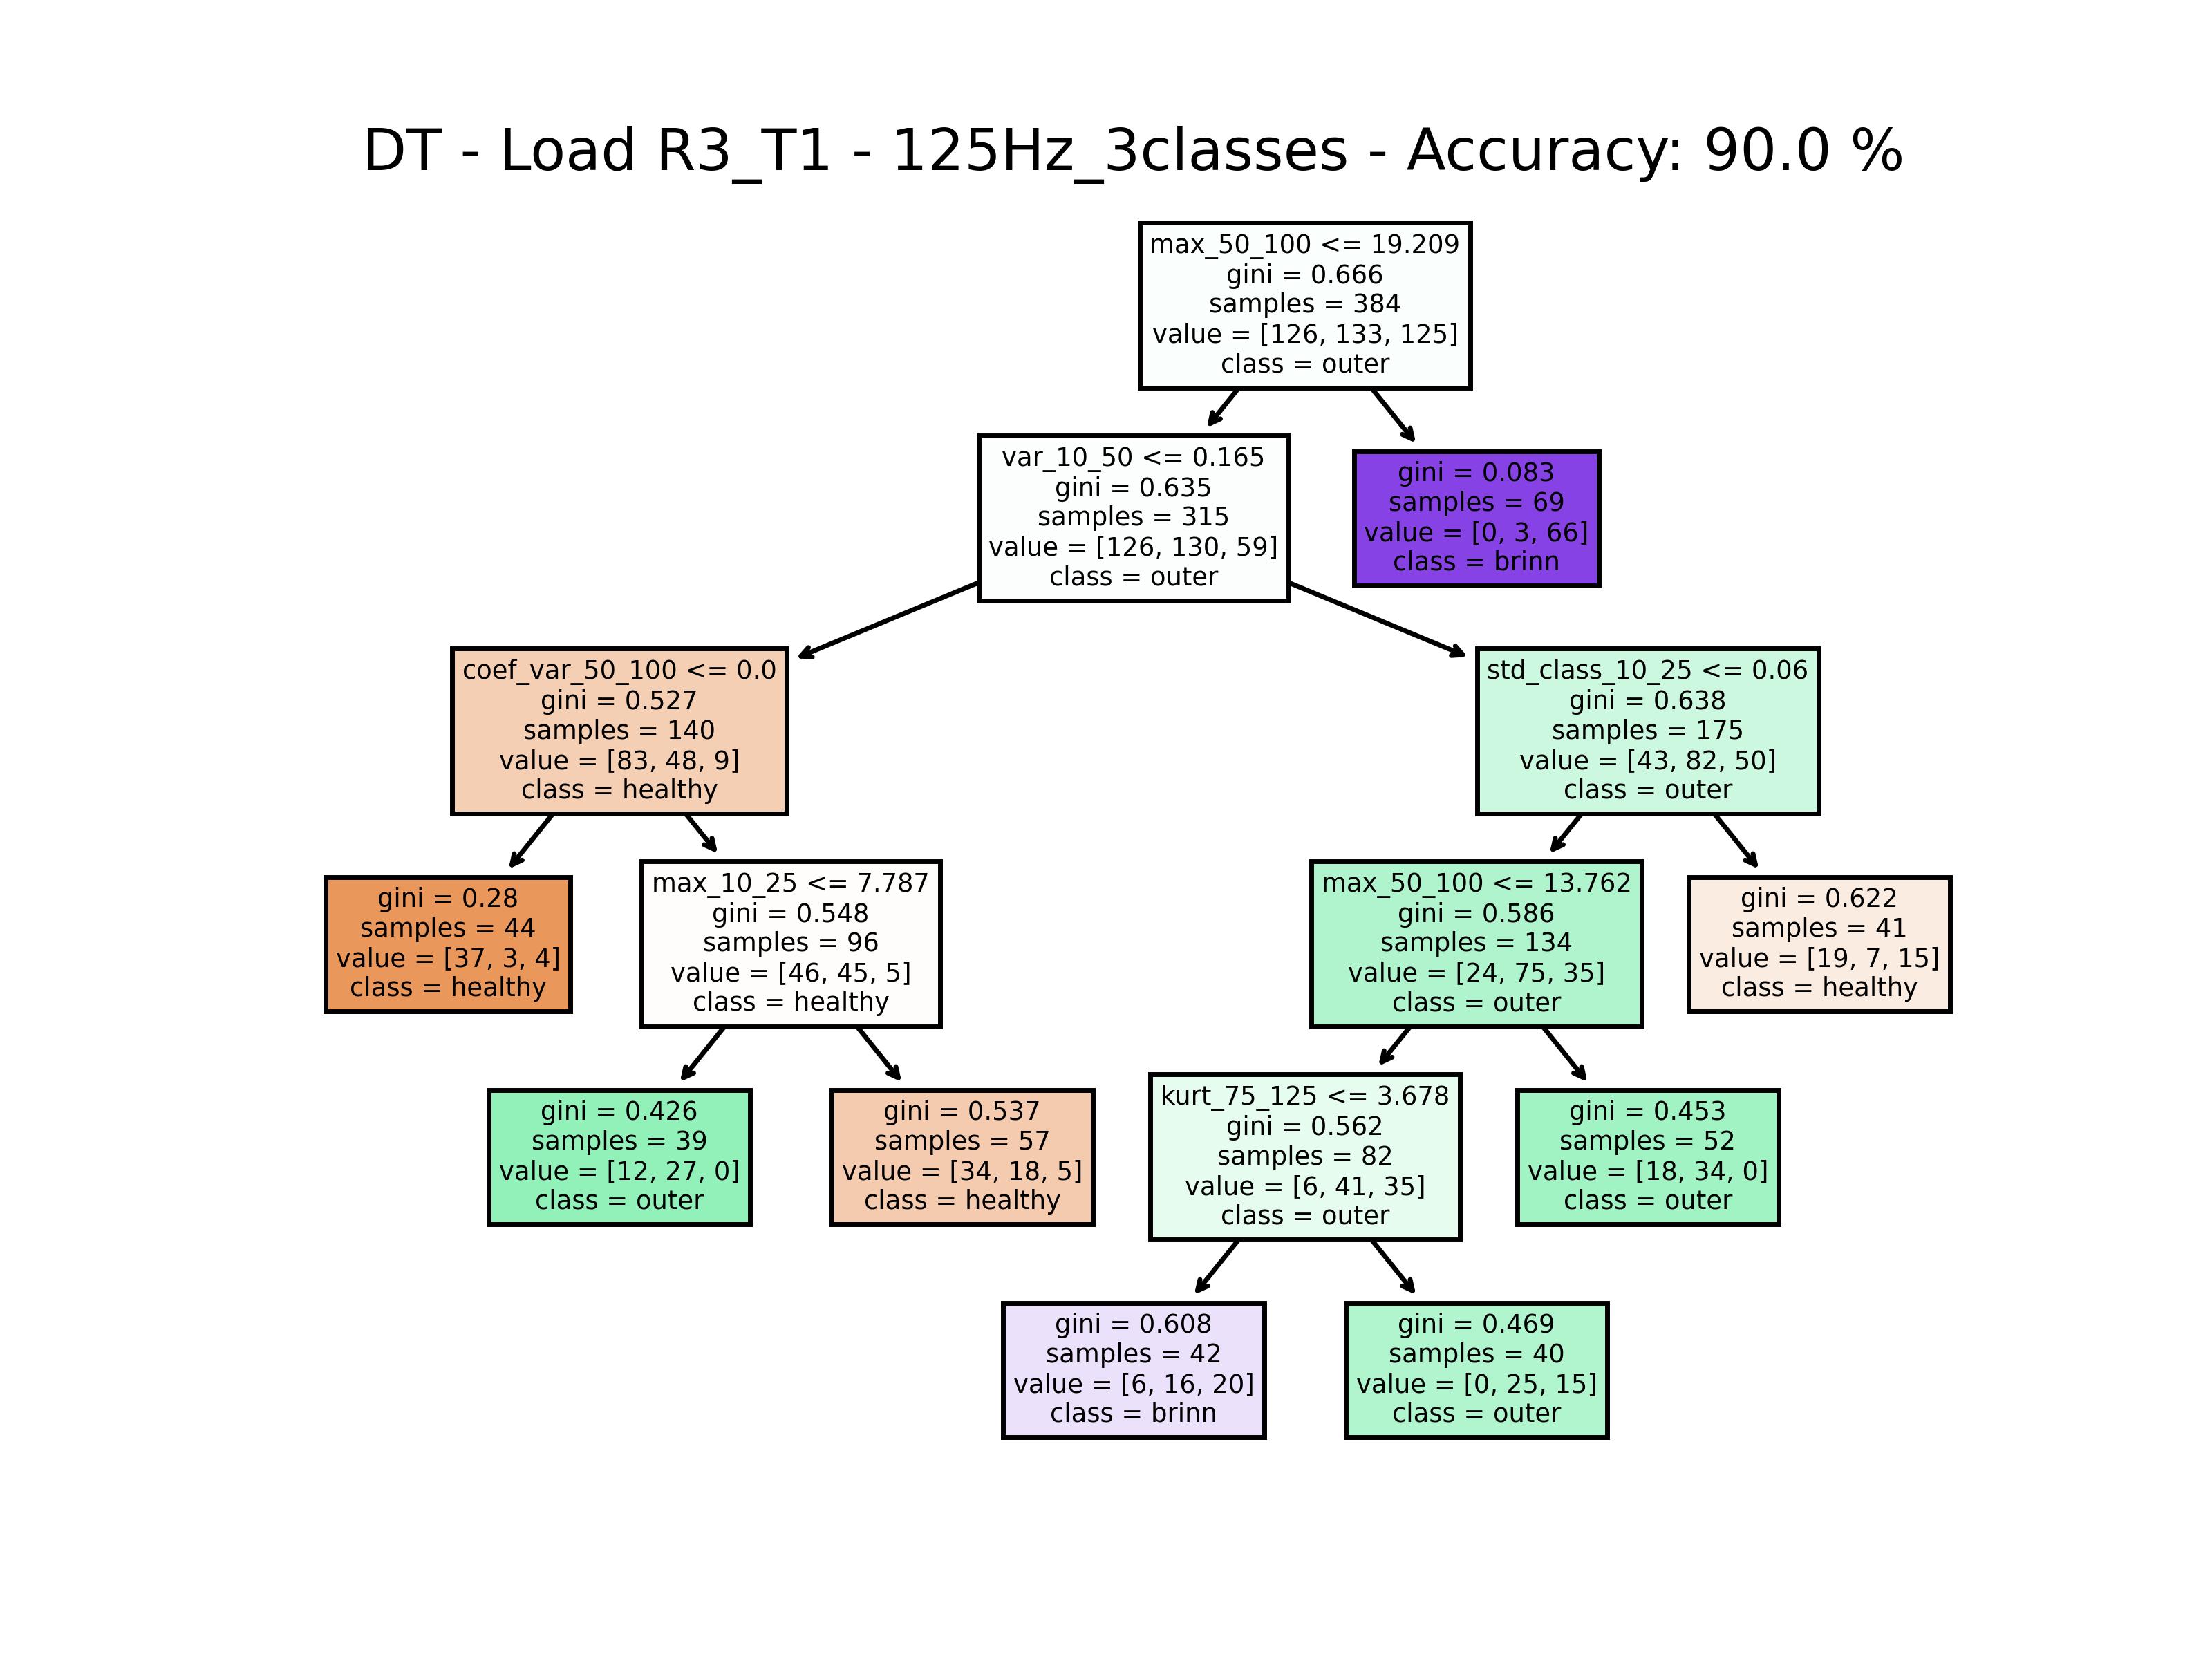 DT - Load R3_T1 - 125Hz_3classes - Accuracy: 90.0 %
max_50_100 <= 19.209
gini = 0.666
samples = 384
value = [126, 133, 125]
class = outer
var_10_50 <= 0.165
gini = 0.635
samples = 315
value = [126, 130, 59]
class = outer
gini = 0.083
samples = 69
value = [0, 3, 66]
class = brinn
coef_var_50_100 <= 0.0
gini = 0.527
samples = 140
value = [83, 48, 9]
class = healthy
std_class_10_25 <= 0.06
gini = 0.638
samples = 175
value = [43, 82, 50]
class = outer
gini = 0.28
samples = 44
value = [37, 3, 4]
class = healthy
max_10_25 <= 7.787
gini = 0.548
samples = 96
value = [46, 45, 5]
class = healthy
max_50_100 <= 13.762
gini = 0.586
samples = 134
value = [24, 75, 35]
class = outer
gini = 0.622
samples = 41
value = [19, 7, 15]
class = healthy
gini = 0.426
samples = 39
value = [12, 27, 0]
class = outer
gini = 0.537
samples = 57
value = [34, 18, 5]
class = healthy
kurt_75_125 <= 3.678
gini = 0.562
samples = 82
value = [6, 41, 35]
class = outer
gini = 0.453
samples = 52
value = [18, 34, 0]
class = outer
gini = 0.608
samples = 42
value = [6, 16, 20]
class = brinn
gini = 0.469
samples = 40
value = [0, 25, 15]
class = outer